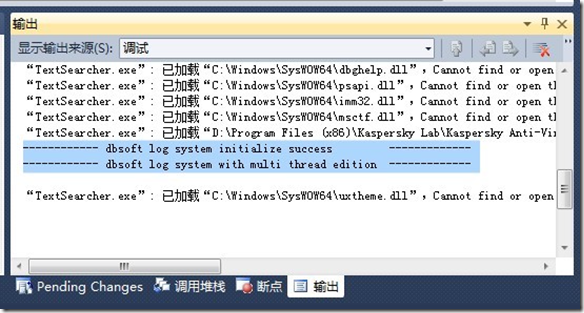 输出
显示输出来源(S): 调试
“TextSearcher.exe”: 已加载“C:\Windows\SysWOW64\dbghelp.dll”, Cannot find or open
“TextSearcher.exe”: 已加载“C:\Windows\SysWOW64\psapi.dll”, Cannot find or open th
“TextSearcher.exe”: 已加载“C:\Windows\SysWOW64\imm32.dll”, Cannot find or open th
“TextSearcher.exe”: 已加载“C:\Windows\SysWOW64\msctf.dll”, Cannot find or open th
“TextSearcher.exe”: 已加载“D:\Program Files (x86)\Kaspersky Lab\Kaspersky Anti-Vir
------------ dbsoft log system initialize success -------------
------------ dbsoft log system with multi thread edition -------------
“TextSearcher.exe”: 已加载“C:\Windows\SysWOW64\uxtheme.dll”, Cannot find or open
Pending Changes 调用堆栈 断点 输出